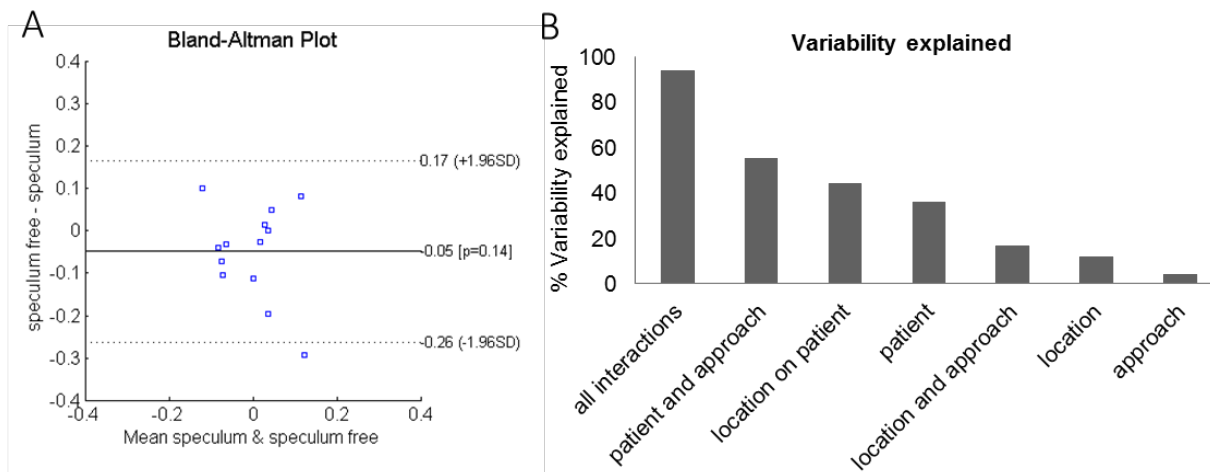 A
Bland-Altman Plot
speculum free - speculum
0.4
0.3
0.2
0.1
0
-0.1
-0.2
-0.3
-0.4
0.17 (+1.96SD)
-0.05 [p=0.14]
-0.26 (-1.96SD)
-0.4 -0.2 0 0.2 0.4
Mean speculum & speculum free
B
Variability explained
% Variability explained
100
80
60
40
20
0
all interactions
patient and approach
location on patient
patient
location and approach
location
approach